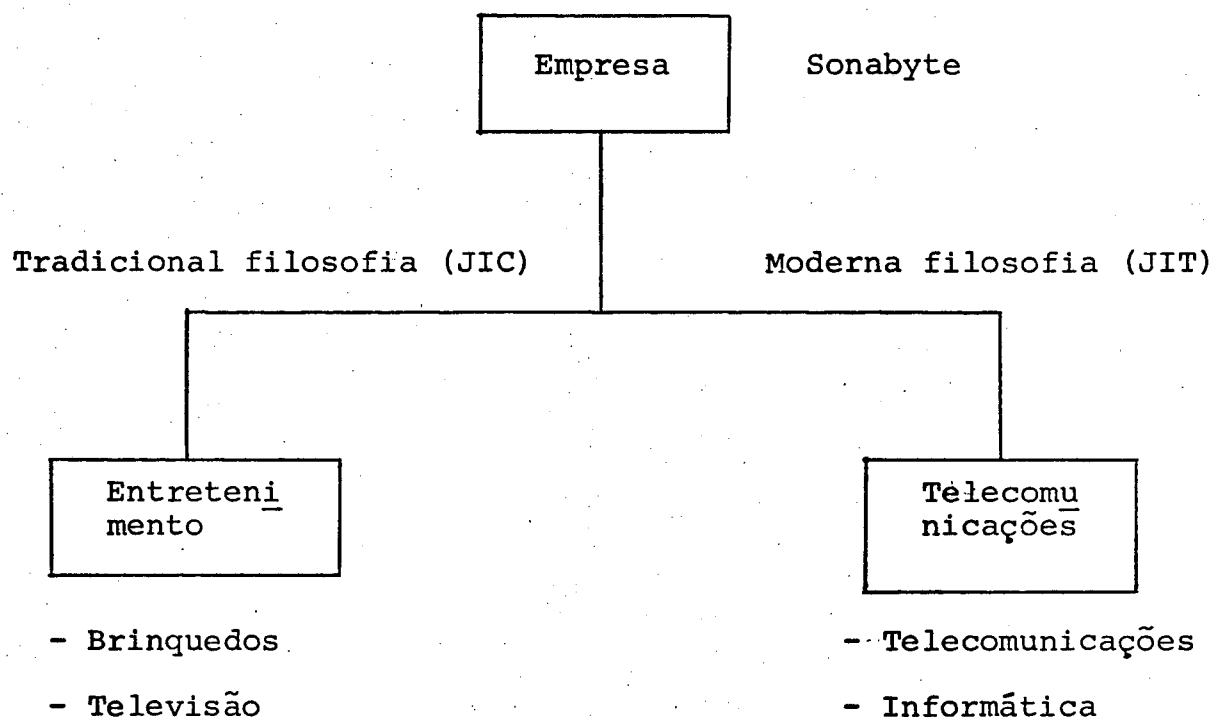 Empresa Sonabyte
Tradicional filosofia (JIC) Moderna filosofia (JIT)
Entreteni
mento
Telecomu
nicações
- Brinquedos
- Televisão
- Telecomunicações
- Informática